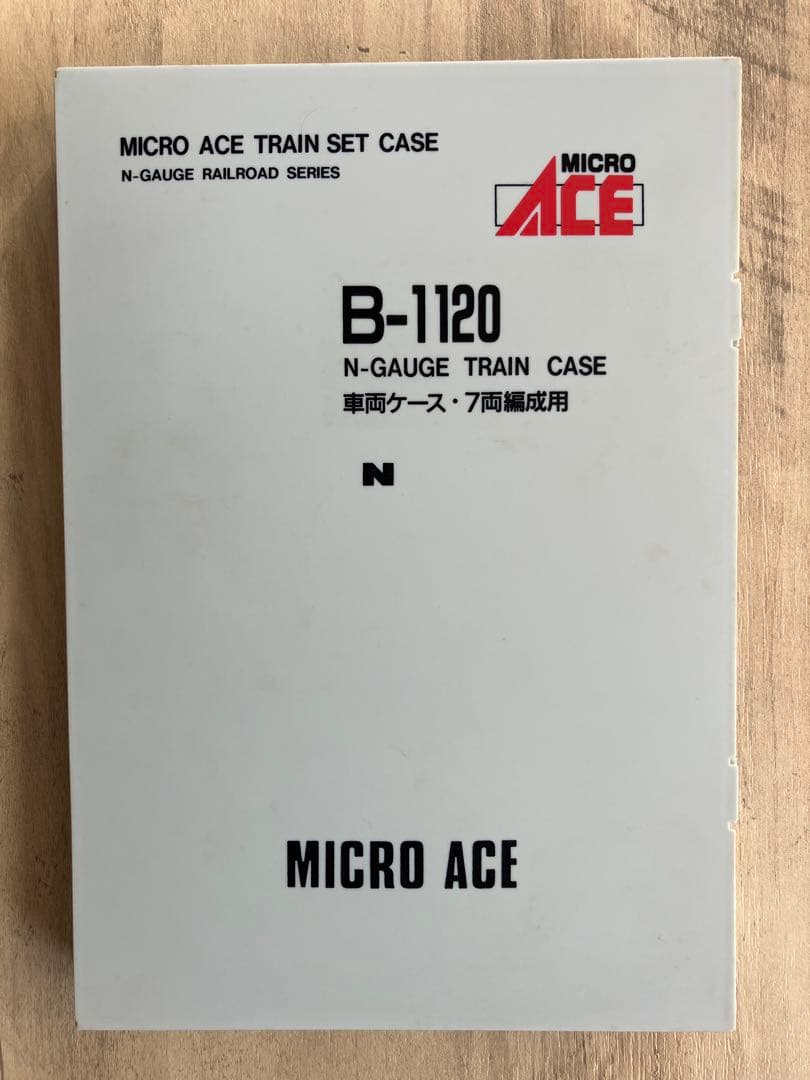 MICRO ACE TRAIN SET CASE
N-GAUGE RAILROAD SERIES
MICRO
ACE
B-1120
N-GAUGE TRAIN CASE
車両ケース・7両編成用
N
MICRO ACE